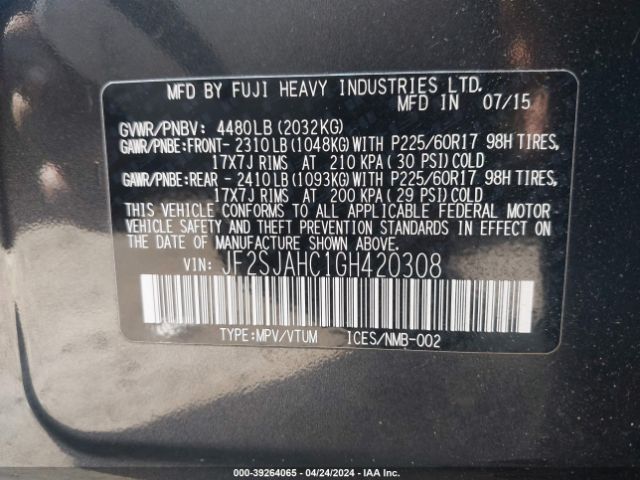 MFD BY FUJI HEAVY INDUSTRIES LTD.
MFD IN 07/15
GVWR/PNBV: 4480LB (2032KG)
GAWR/PNBE:FRONT- 2310LB (1048KG)WITH P225/60R17 98H TIRES,
17X7J RIMS AT 210 KPA (30 PSI)COLD
GAWR/PNBE:REAR - 2410LB (1093KG)WITH P225/60R17 98H TIRES,
17X7J RIMS AT 200 KPA (29 PSI)COLD
THIS VEHICLE CONFORMS TO ALL APPLICABLE FEDERAL MOTOR
VEHICLE SAFETY AND THEFT PREVENTION STANDARDS IN EFFECT ON
THE DATE OF MANUFACTURE SHOWN ABOVE.
VIN: JF2SJAHC1GH420308
TYPE:MPV/VTUM ICES/NMB-002
000-39264065 - 04/24/2024 - IAA Inc.